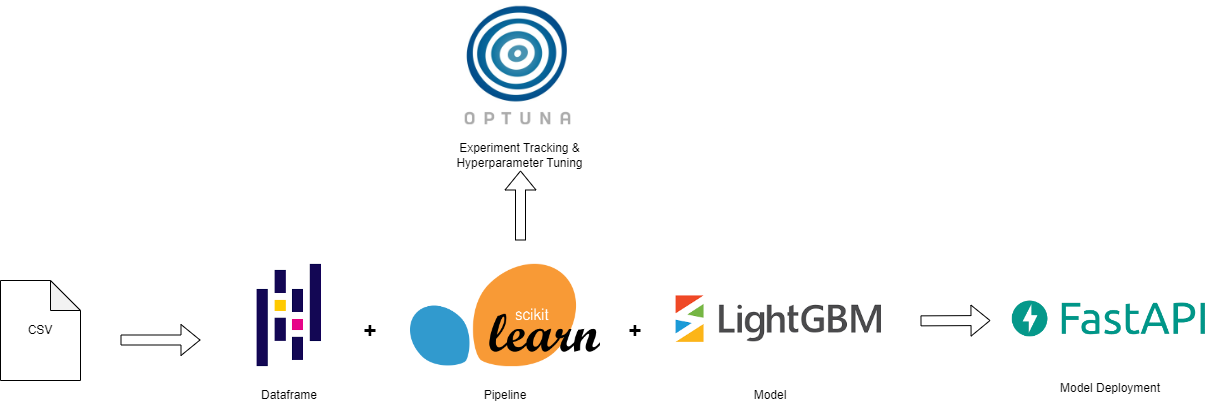 OPTUNA
Experiment Tracking &
Hyperparameter Tuning
CSV
+
scikit
learn
+
LightGBM
FastAPI
Dataframe
Pipeline
Model
Model Deployment